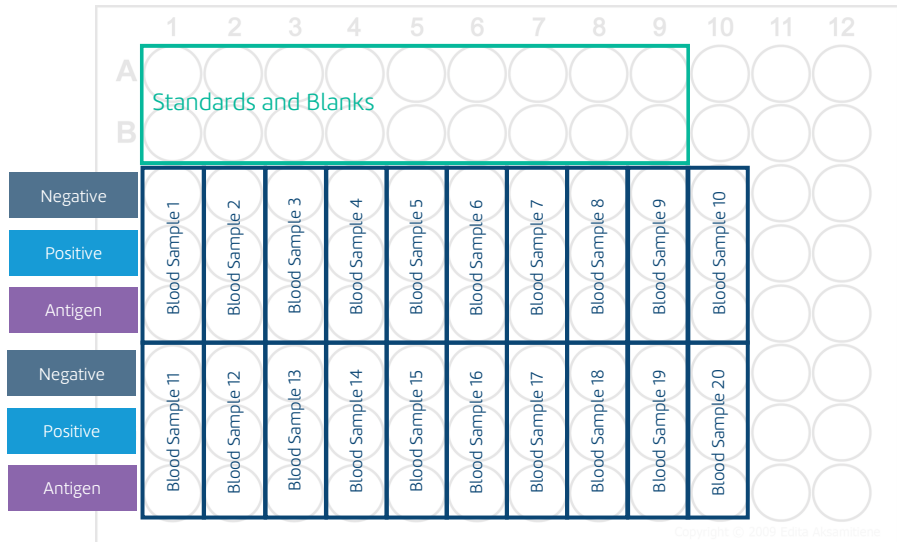 1 2 3 4 5 6 7 8 9 10 11 12
A
Standards and Blanks
B
Negative
Positive
Antigen
Blood Sample 1
Blood Sample 2
Blood Sample 3
Blood Sample 4
Blood Sample 5
Blood Sample 6
Blood Sample 7
Blood Sample 8
Blood Sample 9
Blood Sample 10
Negative
Positive
Antigen
Blood Sample 11
Blood Sample 12
Blood Sample 13
Blood Sample 14
Blood Sample 15
Blood Sample 16
Blood Sample 17
Blood Sample 18
Blood Sample 19
Blood Sample 20
Copyright © 2009 Edita